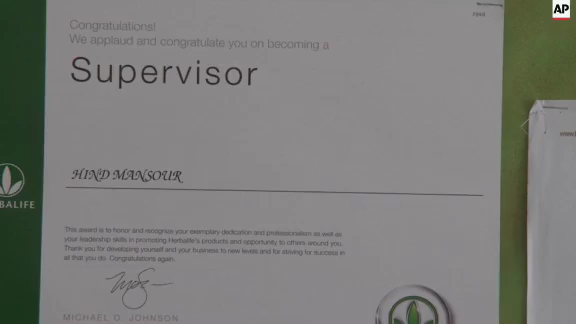 AP
Congratulations!
We applaud and congratulate you on becoming a
Supervisor
HIND MANSOUR
BALIFE
This award is to honor and recognize your exemplary dedication and professionalism as well as
your leadership skills in promoting Herbalife's products and opportunity to others around you.
Thank you for developing yourself and your business to new levels and for striving for success in
all that you do. Congratulations again.
MICHAEL O. JOHNSON